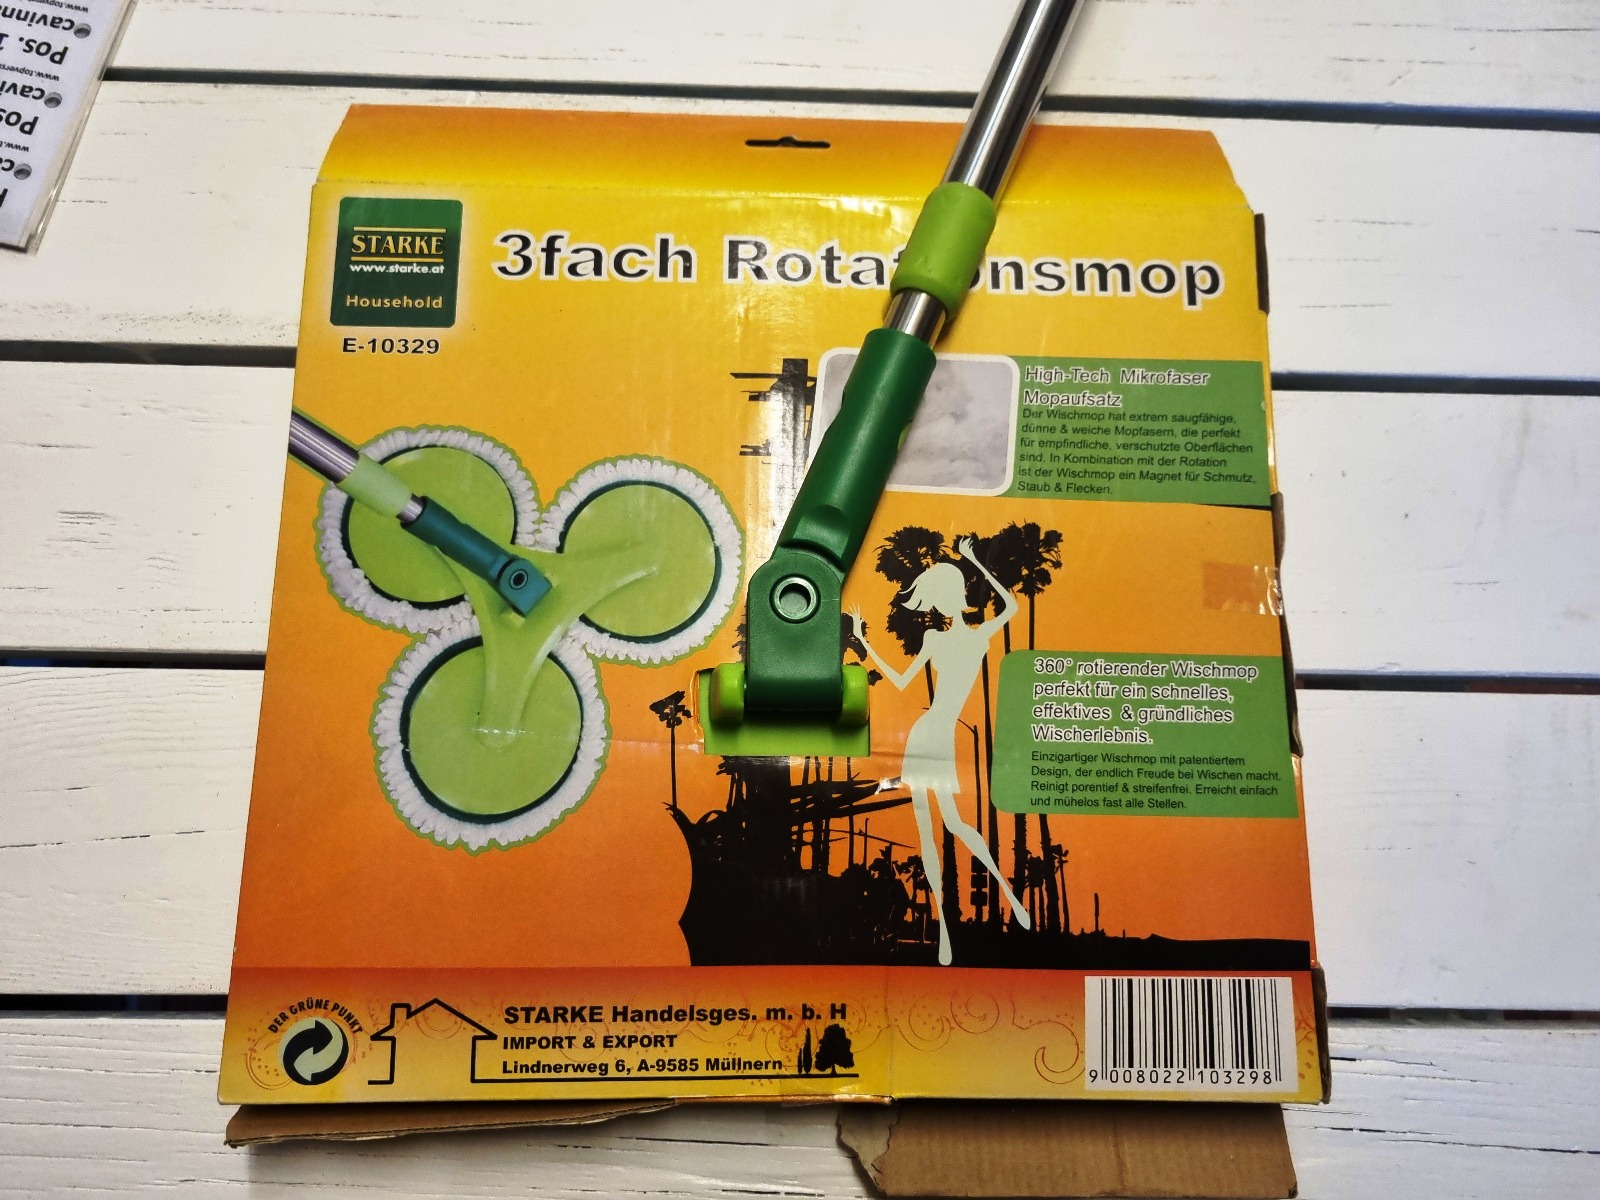 STARKE
www.starke.at
Household
E-10329
3fach Rotationsmop
High-Tech Mikrofaser
Mopaufsatz
Der Wischmop hat extrem saugfähige,
dünne & weiche Mopfasern, die perfekt
für empfindliche, verschutzte Oberflächen
sind. In Kombination mit der Rotation
ist der Wischmop ein Magnet für Schmutz,
Staub & Flecken.
360° rotierender Wischmop
perfekt für ein schnelles,
effektives & gründliches
Wischerlebnis.
Einzigartiger Wischmop mit patentiertem
Design, der endlich Freude bei Wischen macht.
Reinigt porentief & streifenfrei. Erreicht einfach
und mühelos fast alle Stellen.
DER GRÜNE PUNKT
STARKE Handelsges. m. b. H
IMPORT & EXPORT
Lindnerweg 6, A-9585 Müllnern
9 008022 103298
Pos.